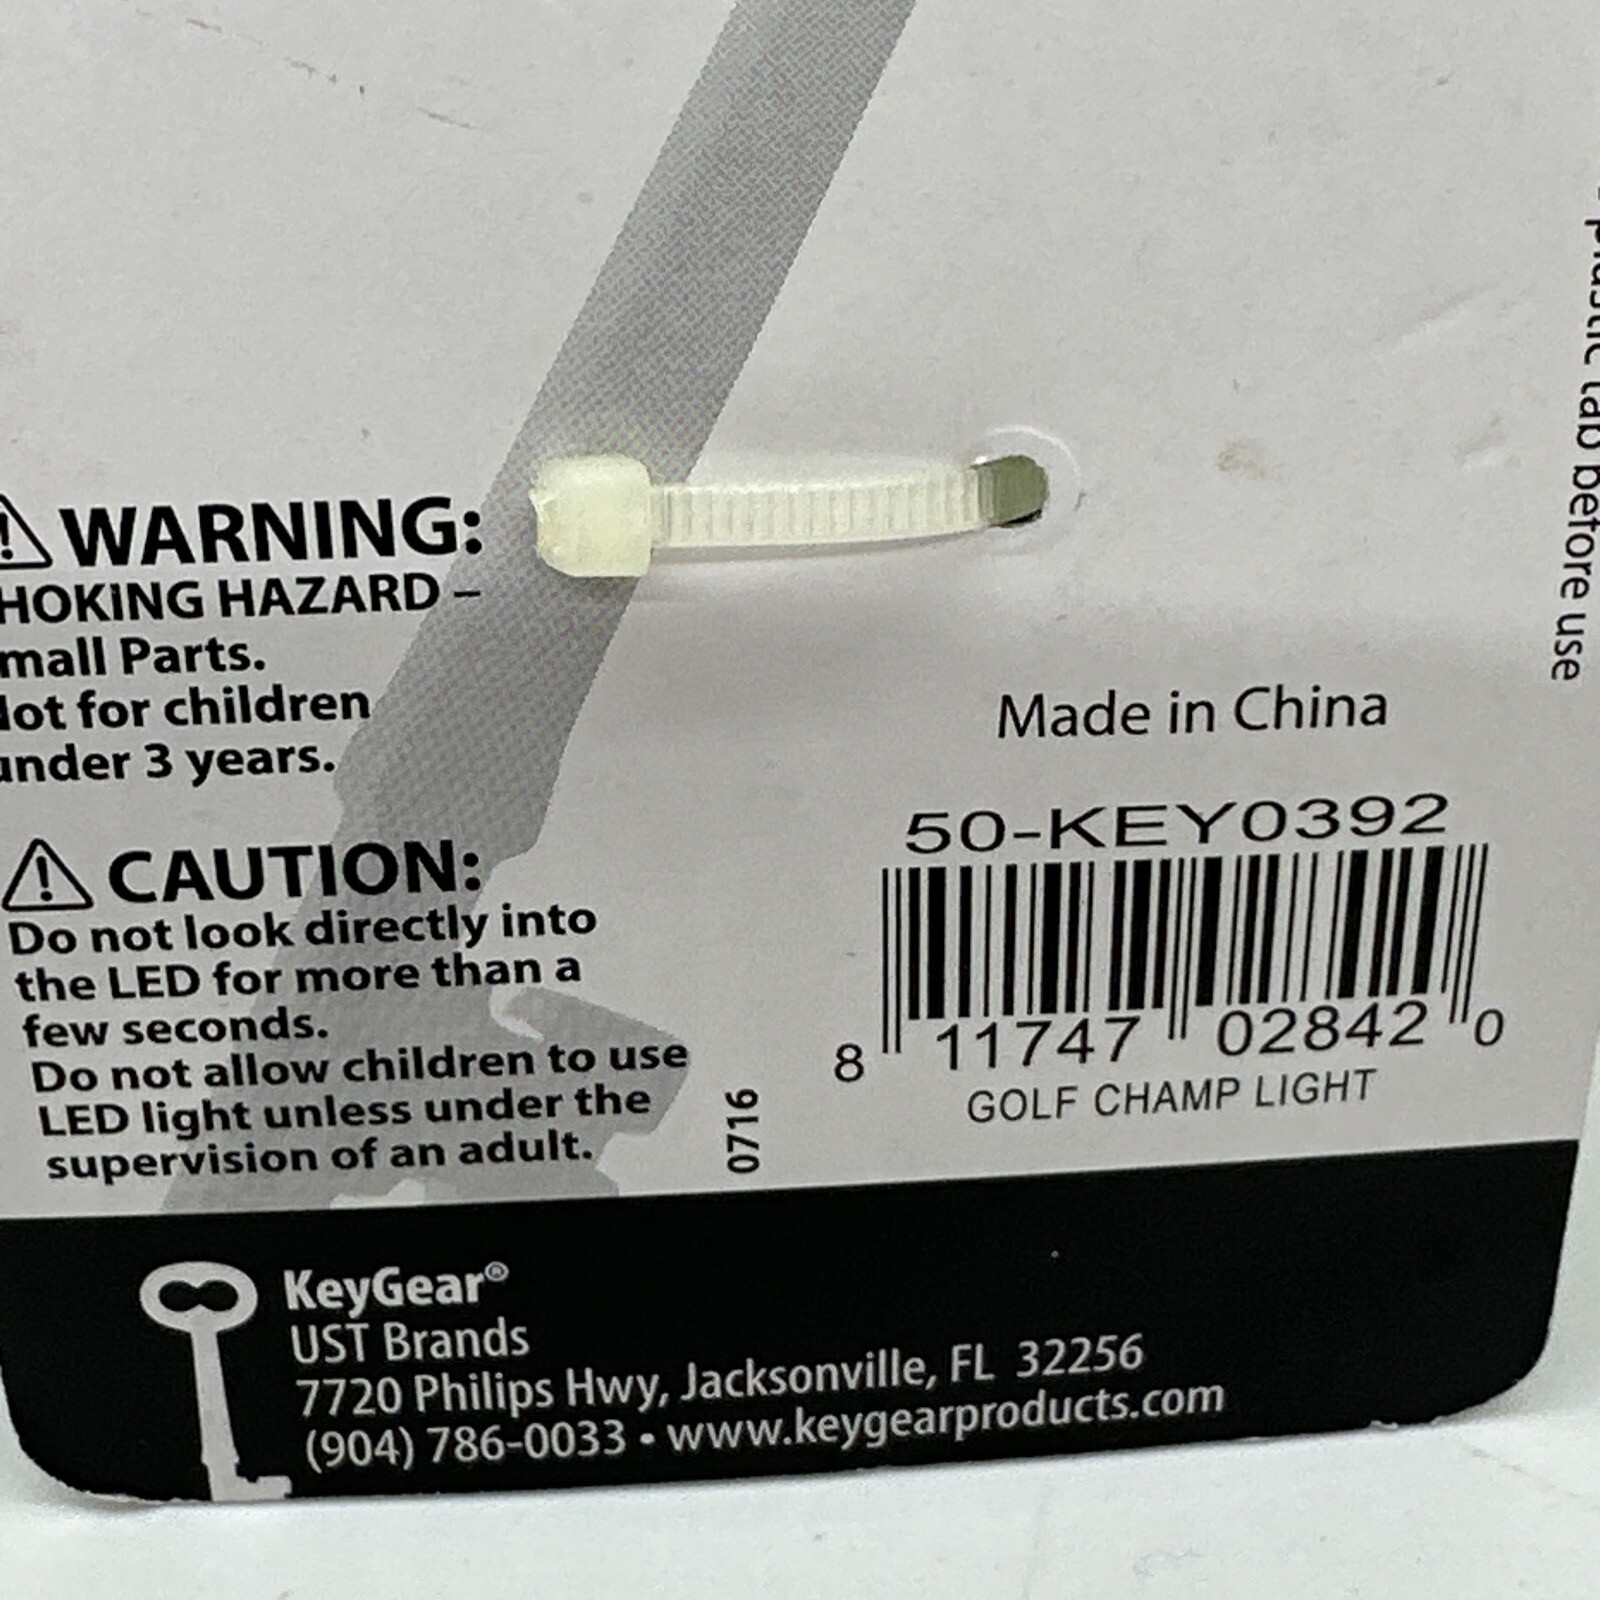 WARNING:
HOKING HAZARD –
mall Parts.
ot for children
under 3 years.
CAUTION:
Do not look directly into
the LED for more than a
few seconds.
Do not allow children to use
LED light unless under the
supervision of an adult.
0716
plastic tab before use
Made in China
50-KEY0392
8 11747 02842 0
GOLF CHAMP LIGHT
KeyGear®
UST Brands
7720 Philips Hwy, Jacksonville, FL 32256
(904) 786-0033 • www.keygearproducts.com